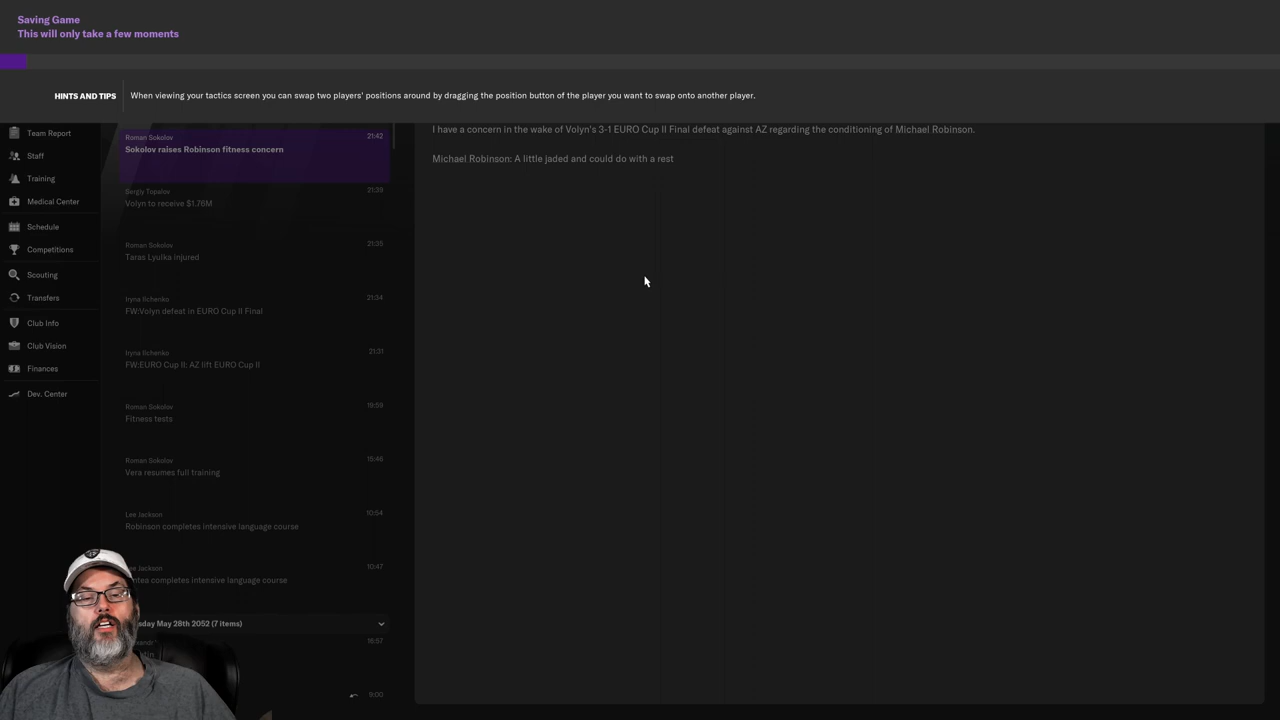 Saving Game
This will only take a few moments
HINTS AND TIPS
When viewing your tactics screen you can swap two players' positions around by dragging the position button of the player you want to swap onto another player.
Team Report
Staff
Training
Medical Center
Schedule
Competitions
Scouting
Transfers
Club Info
Club Vision
Finances
Dev. Center
Roman Sokolov 21:42
Sokolov raises Robinson fitness concern
Sergiy Topalov 21:39
Volyn to receive $1.76M
Roman Sokolov 21:35
Taras Lyulka injured
Iryna Ilchenko 21:34
FW:Volyn defeat in EURO Cup II Final
Iryna Ilchenko 21:31
FW:EURO Cup II: AZ lift EURO Cup II
Roman Sokolov 19:59
Fitness tests
Roman Sokolov 15:46
Vera resumes full training
Lee Jackson 10:54
Robinson completes intensive language course
Jackson 10:47
completes intensive language course
May 28th 2052 (7 items)
16:57
9:00
I have a concern in the wake of Volyn's 3-1 EURO Cup II Final defeat against AZ regarding the conditioning of Michael Robinson.
Michael Robinson: A little jaded and could do with a rest